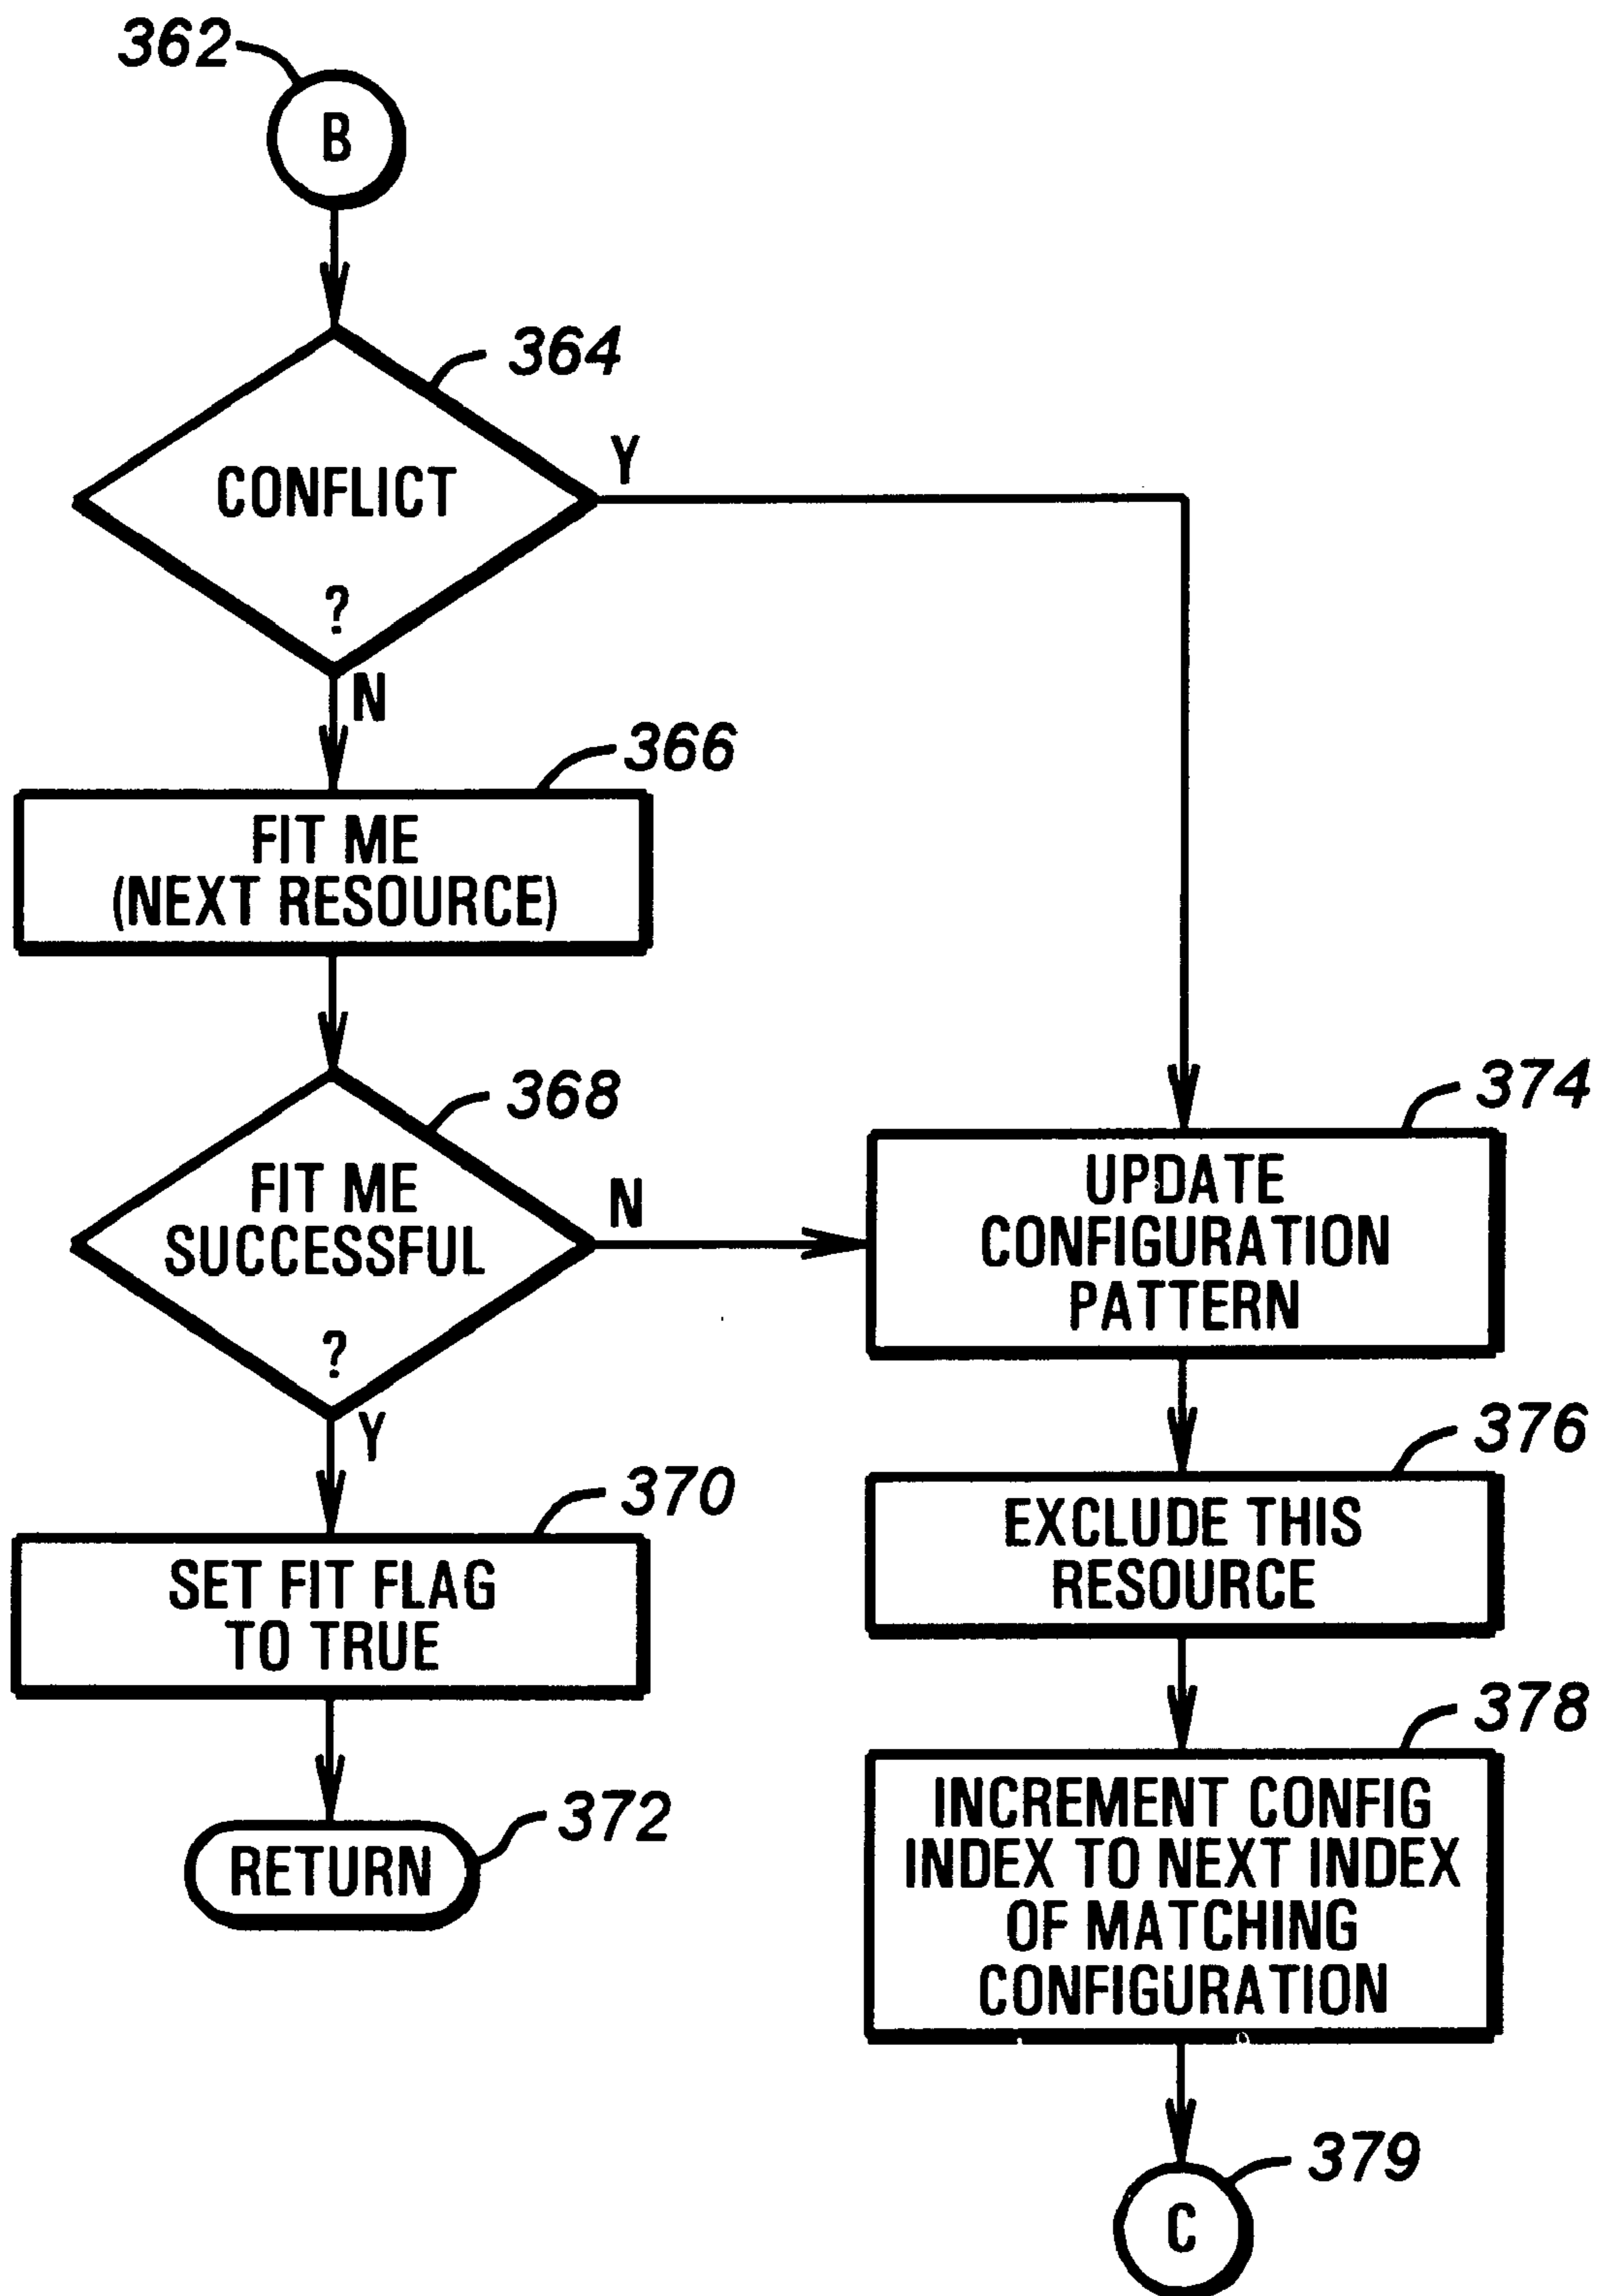 362
B
364
CONFLICT
?
Y
N
366
FIT ME
(NEXT RESOURCE)
368
FIT ME
SUCCESSFUL
?
N
Y
374
UPDATE
CONFIGURATION
PATTERN
370
SET FIT FLAG
TO TRUE
376
EXCLUDE THIS
RESOURCE
372
RETURN
378
INCREMENT CONFIG
INDEX TO NEXT INDEX
OF MATCHING
CONFIGURATION
379
C